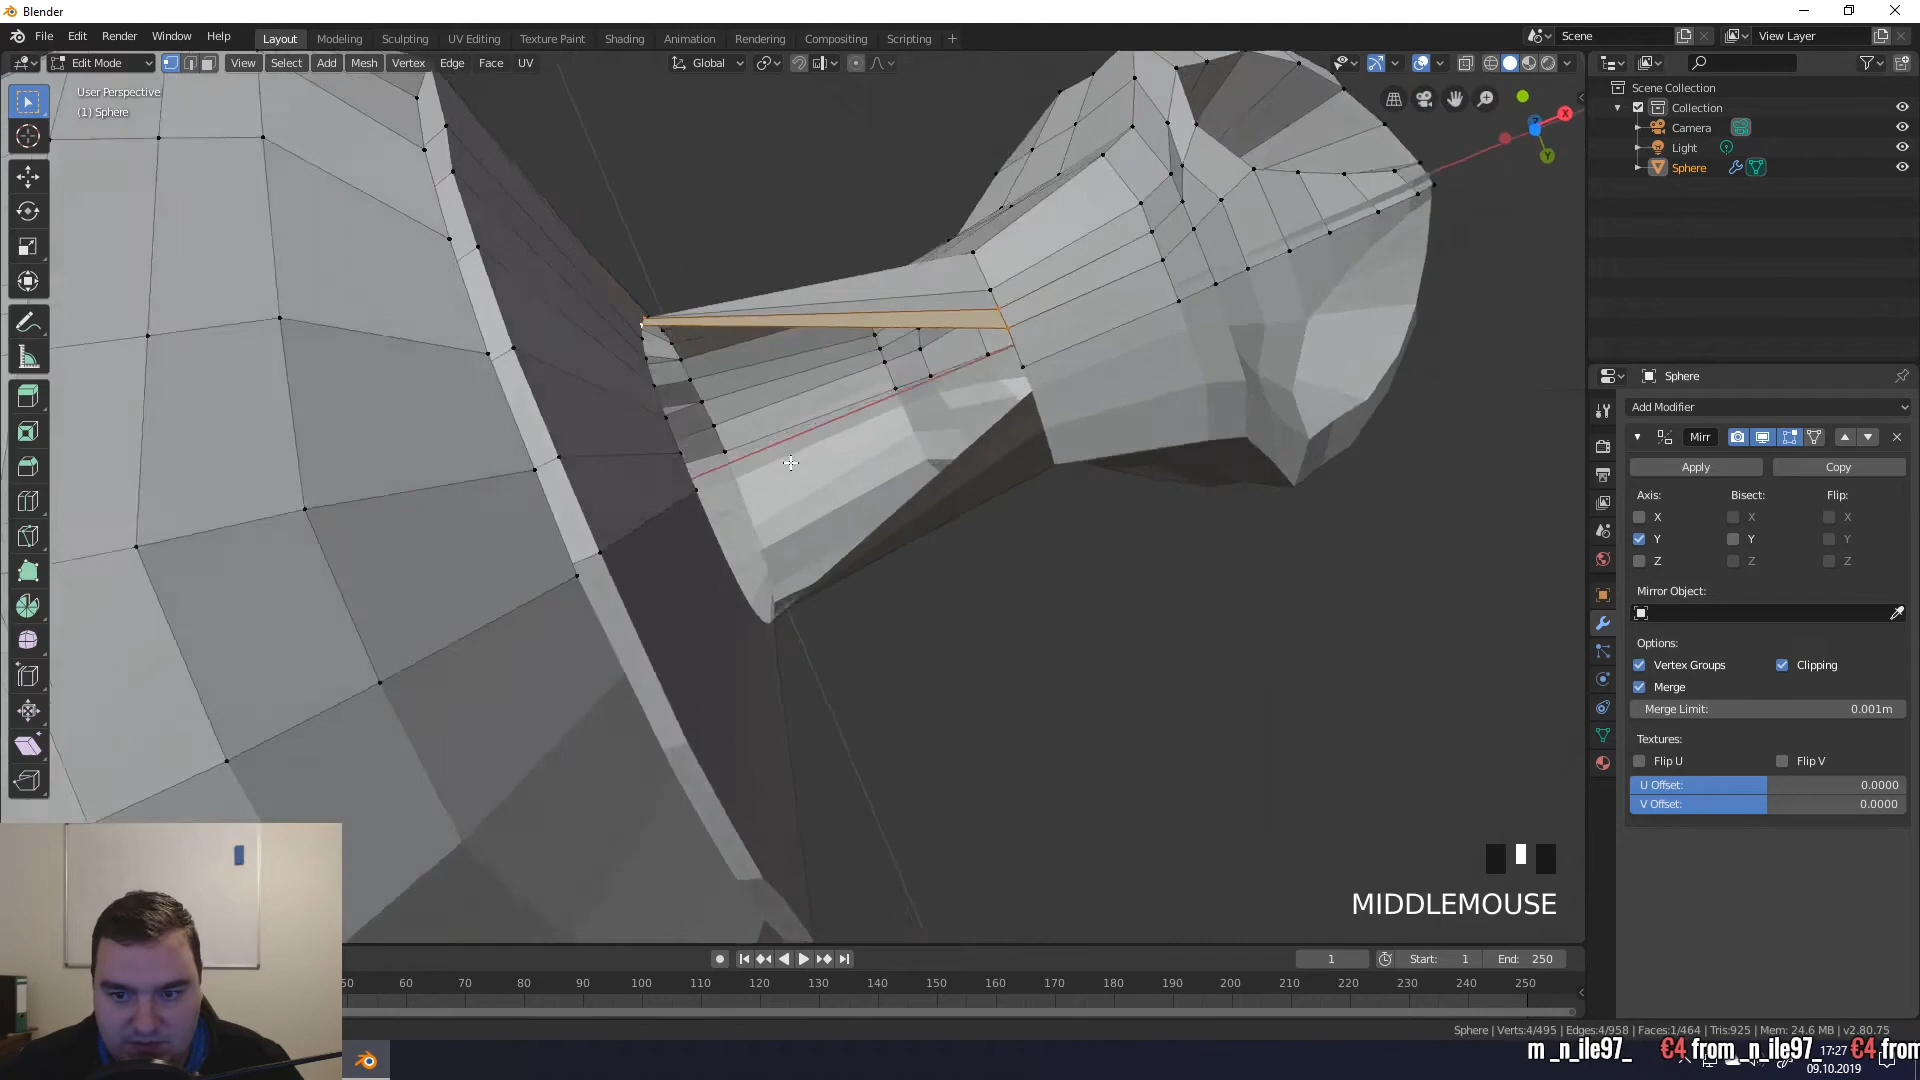 Blender
File Edit Render Window Help Layout Modeling Sculpting UV Editing Texture Paint Shading Animation Rendering Compositing Scripting + Scene View Layer
Edit Mode View Select Add Mesh Vertex Edge Face UV Global
User Perspective
(1) Sphere
X
Z
Y
Scene Collection
Collection
Camera
Light
Sphere
Sphere
Add Modifier
Mirr
Apply Copy
Axis: Bisect: Flip:
X X X
Y Y Y
Z Z Z
Mirror Object:
Options:
Vertex Groups Clipping
Merge
Merge Limit: 0.001m
Textures:
Flip U Flip V
U Offset: 0.0000
V Offset: 0.0000
MIDDLEMOUSE
1 Start: 1 End: 250
50 60 70 80 90 100 110 120 130 140 150 160 170 180 190 200 210 220 230 240 250
Sphere | Verts:4/495 | Edges:4/958 | Faces:1/464 | Tris:925 | Mem: 24.6 MB | v2.80.75
m _n_ile97_ €4 from _n_ile97_ €4 from
17:27
09.10.2019